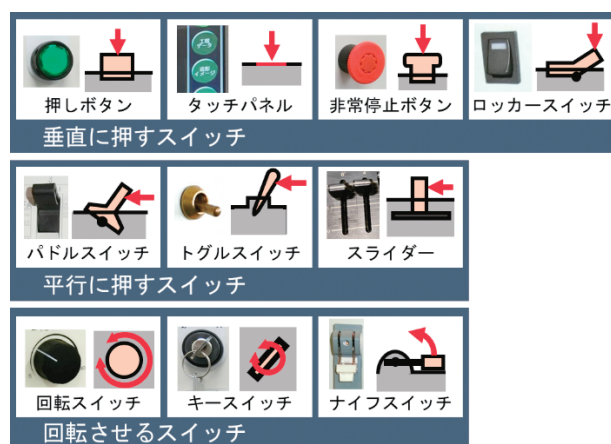 押しボタン
タッチパネル
非常停止ボタン
ロッカースイッチ
垂直に押すスイッチ
パドルスイッチ
トグルスイッチ
スライダー
平行に押すスイッチ
回転スイッチ
キースイッチ
ナイフスイッチ
回転させるスイッチ